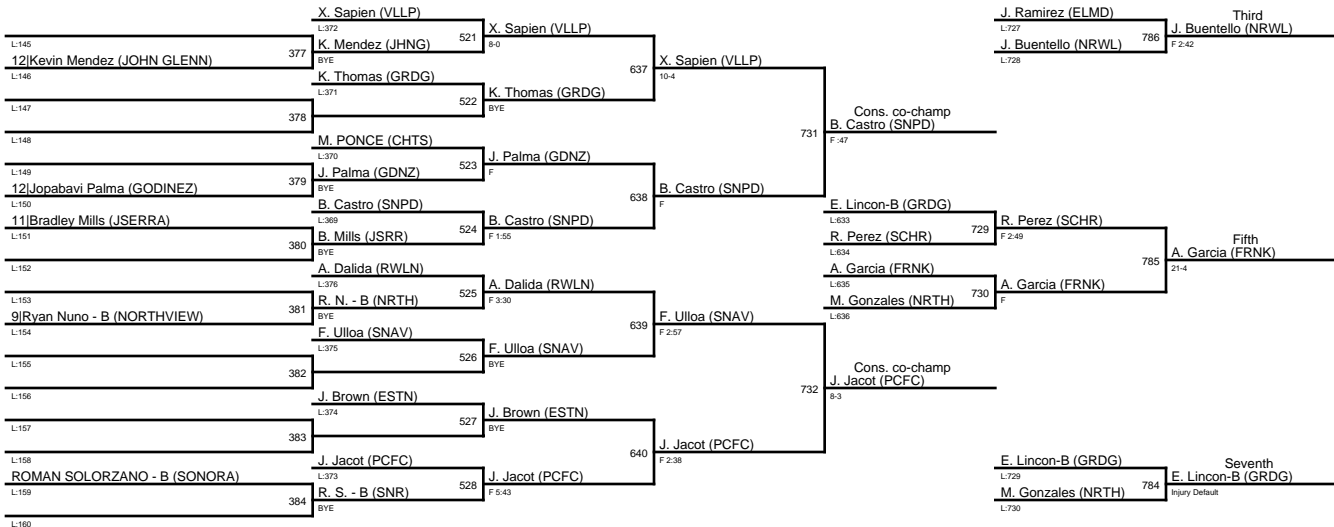 X. Sapien (VLLP)
L:372
L:145
521
X. Sapien (VLLP)
8-0
12|Kevin Mendez (JOHN GLENN)
L:146
377
K. Mendez (JHNG)
BYE
637
X. Sapien (VLLP)
10-4
K. Thomas (GRDG)
L:371
L:147
522
K. Thomas (GRDG)
BYE
378
L:148
731
Cons. co-champ
B. Castro (SNPD)
F :47
M. PONCE (CHTS)
L:370
L:149
523
J. Palma (GDNZ)
F
12|Jopabavi Palma (GODINEZ)
L:150
379
J. Palma (GDNZ)
BYE
638
B. Castro (SNPD)
F
B. Castro (SNPD)
L:369
11|Bradley Mills (JSERRA)
L:151
524
B. Castro (SNPD)
F 1:55
380
B. Mills (JSRR)
BYE
L:152
A. Dalida (RWLN)
L:376
L:153
525
A. Dalida (RWLN)
F 3:30
9|Ryan Nuno - B (NORTHVIEW)
L:154
381
R. N. - B (NRTH)
BYE
639
F. Ulloa (SNAV)
F 2:57
F. Ulloa (SNAV)
L:375
L:155
526
F. Ulloa (SNAV)
BYE
382
L:156
732
Cons. co-champ
J. Jacot (PCFC)
8-3
J. Brown (ESTN)
L:374
L:157
527
J. Brown (ESTN)
BYE
383
L:158
640
J. Jacot (PCFC)
F 2:38
J. Jacot (PCFC)
L:373
ROMAN SOLORZANO - B (SONORA)
L:159
528
J. Jacot (PCFC)
F 5:43
384
R. S. - B (SNR)
BYE
L:160
J. Ramirez (ELMD)
L:727
786
Third
J. Buentello (NRWL)
F 2:42
J. Buentello (NRWL)
L:728
E. Lincon-B (GRDG)
L:633
729
R. Perez (SCHR)
F 2:49
R. Perez (SCHR)
L:634
785
Fifth
A. Garcia (FRNK)
21-4
A. Garcia (FRNK)
L:635
730
A. Garcia (FRNK)
F
M. Gonzales (NRTH)
L:636
E. Lincon-B (GRDG)
L:729
784
Seventh
E. Lincon-B (GRDG)
Injury Default
M. Gonzales (NRTH)
L:730